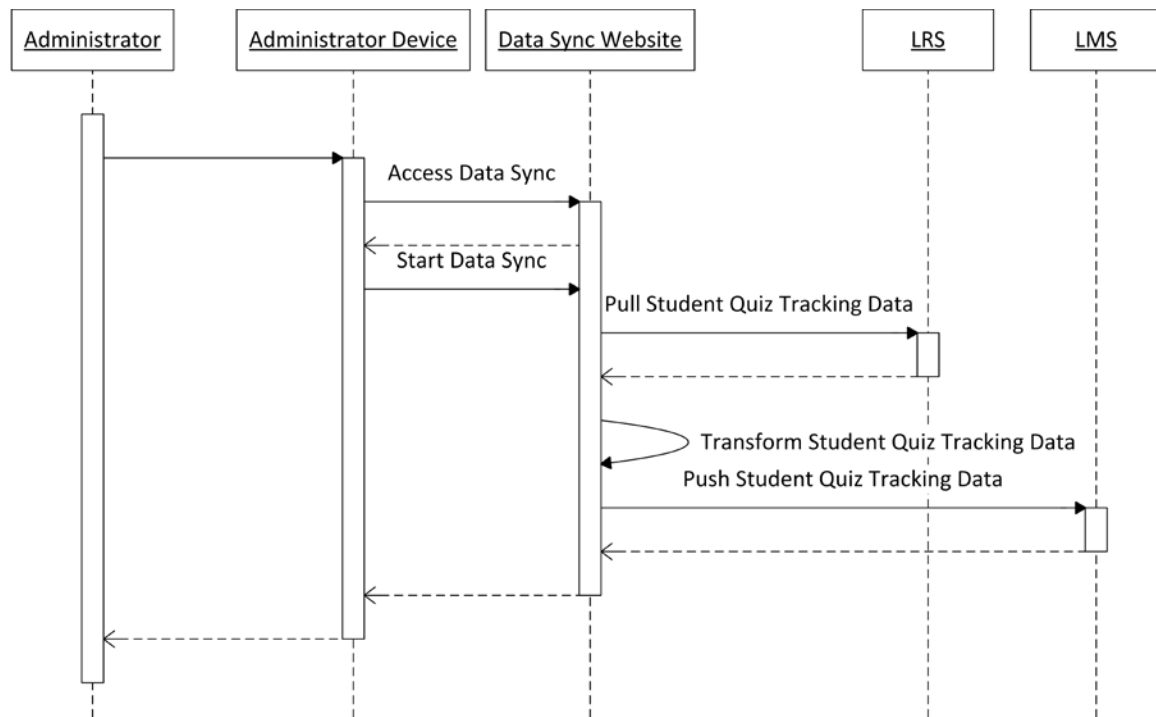 Administrator
Administrator Device
Data Sync Website
LRS
LMS
Access Data Sync
Start Data Sync
Pull Student Quiz Tracking Data
Transform Student Quiz Tracking Data
Push Student Quiz Tracking Data